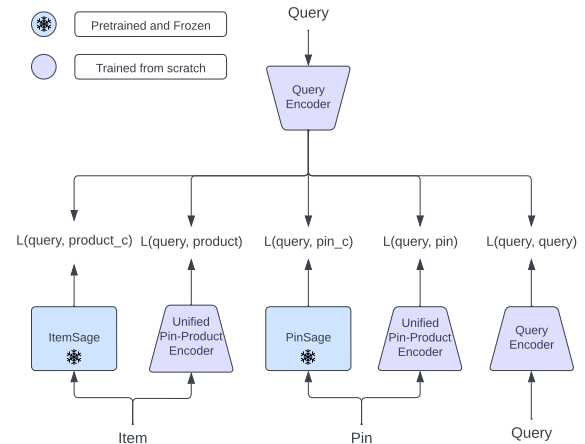 Query
Pretrained and Frozen
Trained from scratch
Query
Encoder
L(query, product_c)
L(query, product)
L(query, pin_c)
L(query, pin)
L(query, query)
ItemSage
Unified
Pin-Product
Encoder
PinSage
Unified
Pin-Product
Encoder
Query
Encoder
Item
Pin
Query